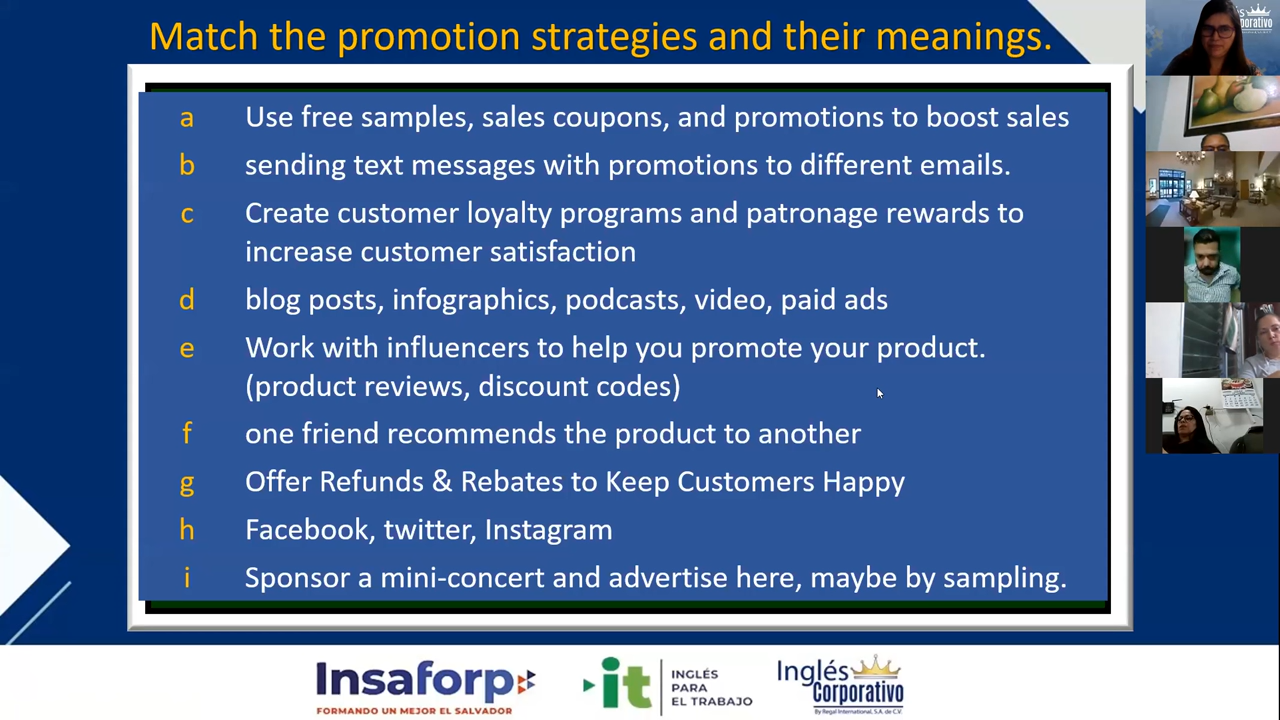 Match the promotion strategies and their meanings.
a Use free samples, sales coupons, and promotions to boost sales
b sending text messages with promotions to different emails.
c Create customer loyalty programs and patronage rewards to
increase customer satisfaction
d blog posts, infographics, podcasts, video, paid ads
e Work with influencers to help you promote your product.
(product reviews, discount codes)
f one friend recommends the product to another
g Offer Refunds & Rebates to Keep Customers Happy
h Facebook, twitter, Instagram
i Sponsor a mini-concert and advertise here, maybe by sampling.
Insaforp
FORMANDO UN MEJOR EL SALVADOR
it
INGLÉS
PARA
EL TRABAJO
Inglés
Corporativo
By Regal International, S.A. de C.V.